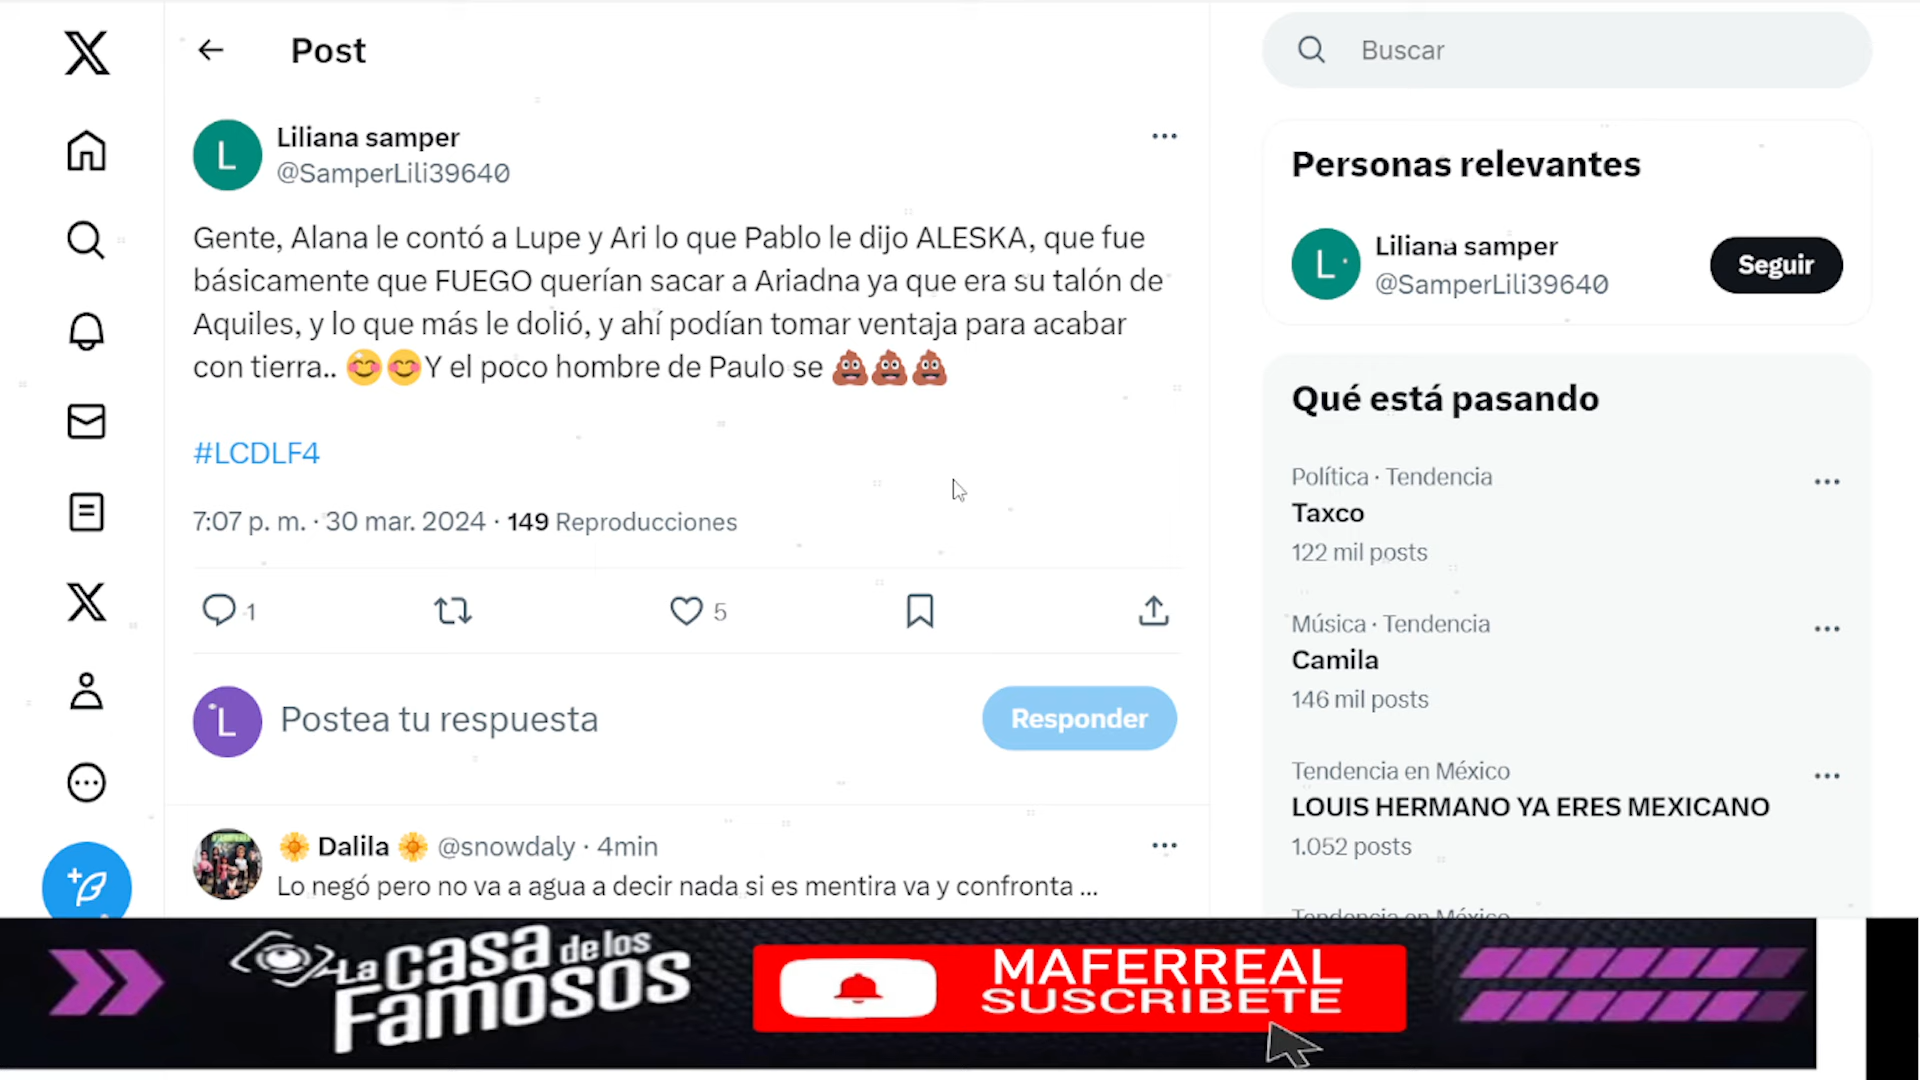 Post
Buscar
L
Liliana samper
@SamperLili39640
Gente, Alana le contó a Lupe y Ari lo que Pablo le dijo ALESKA, que fue
básicamente que FUEGO querían sacar a Ariadna ya que era su talón de
Aquiles, y lo que más le dolió, y ahí podían tomar ventaja para acabar
con tierra.. 😊😊Y el poco hombre de Paulo se 💩💩💩
#LCDLF4
7:07 p. m. · 30 mar. 2024 · 149 Reproducciones
1
5
L
Postea tu respuesta
Responder
🌼 Dalila 🌼 @snowdaly · 4min
Lo negó pero no va a agua a decir nada si es mentira va y confronta ...
Personas relevantes
L
Liliana samper
@SamperLili39640
Seguir
Qué está pasando
Política · Tendencia
Taxco
122 mil posts
Música · Tendencia
Camila
146 mil posts
Tendencia en México
LOUIS HERMANO YA ERES MEXICANO
1.052 posts
Tendencia en México
La casa de los
Famosos
MAFERREAL
SUSCRIBETE